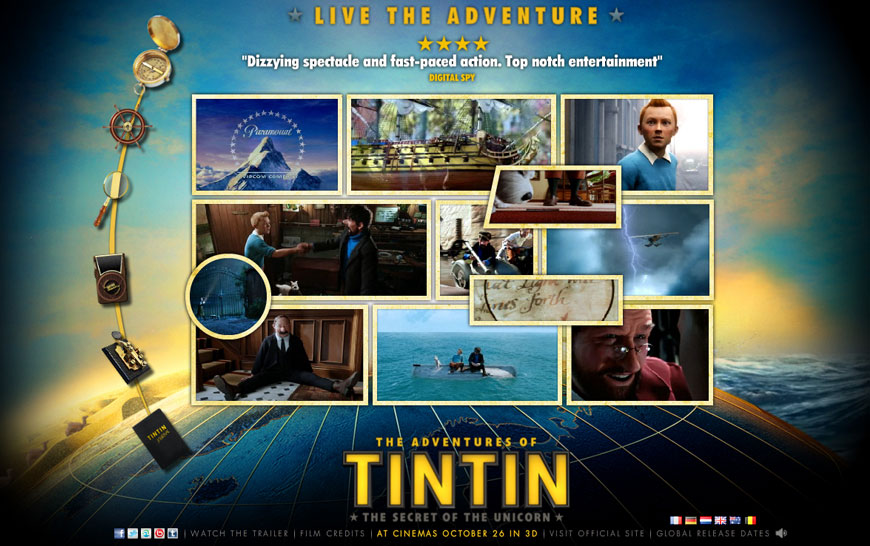 ★ LIVE THE ADVENTURE ★
"Dizzying spectacle and fast-paced action. Top notch entertainment"
DIGITAL SPY
Paramount
THE ADVENTURES OF
TINTIN
★ THE SECRET OF THE UNICORN ★
TINTIN
| WATCH THE TRAILER | FILM CREDITS | AT CINEMAS OCTOBER 26 IN 3D | VISIT OFFICIAL SITE | GLOBAL RELEASE DATES